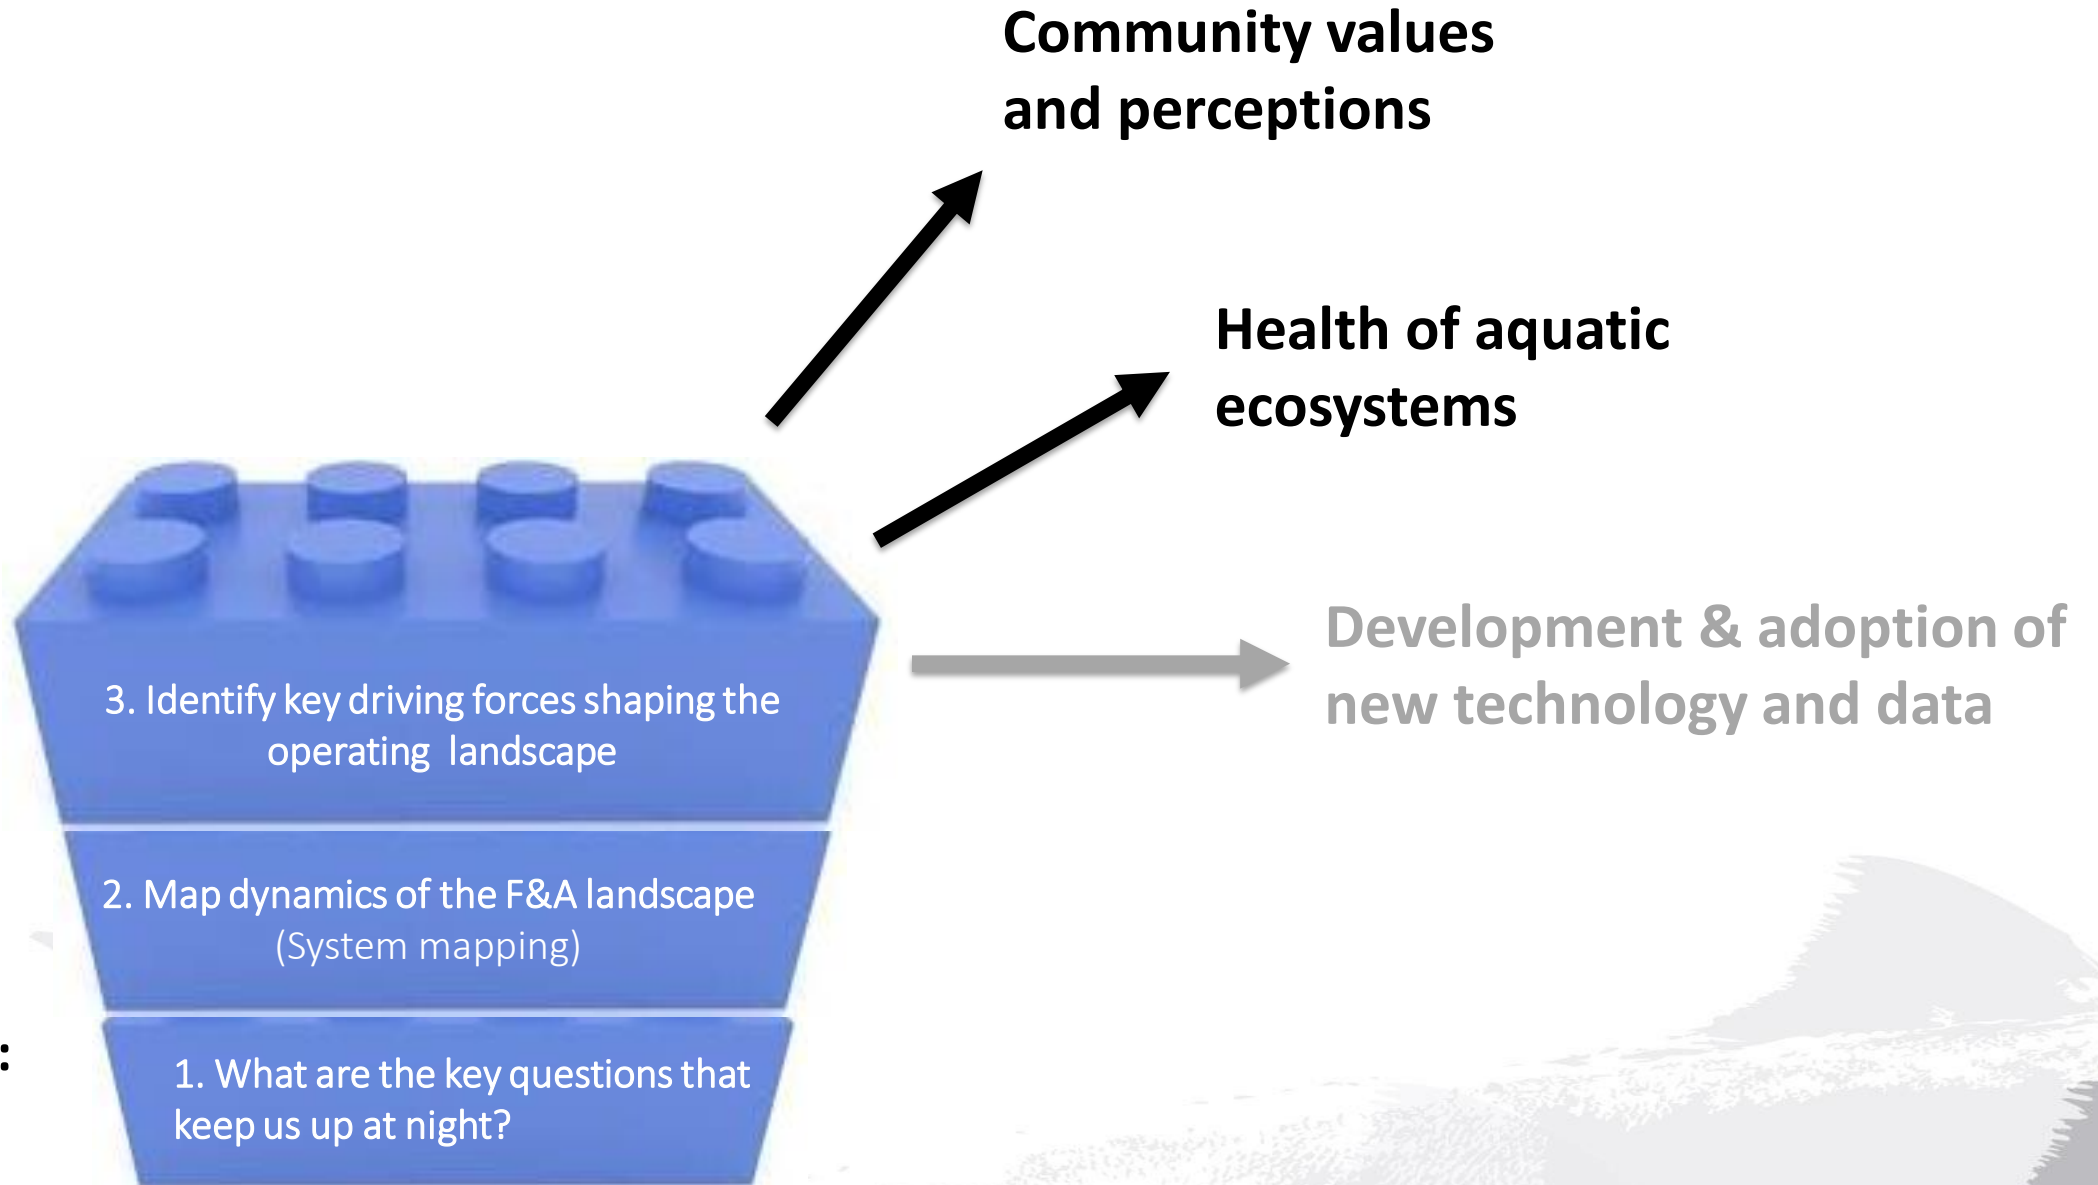 Community values
and perceptions
Health of aquatic
ecosystems
Development & adoption of
new technology and data
3. Identify key driving forces shaping the
operating landscape
2. Map dynamics of the F&A landscape
(System mapping)
:
1. What are the key questions that
keep us up at night?